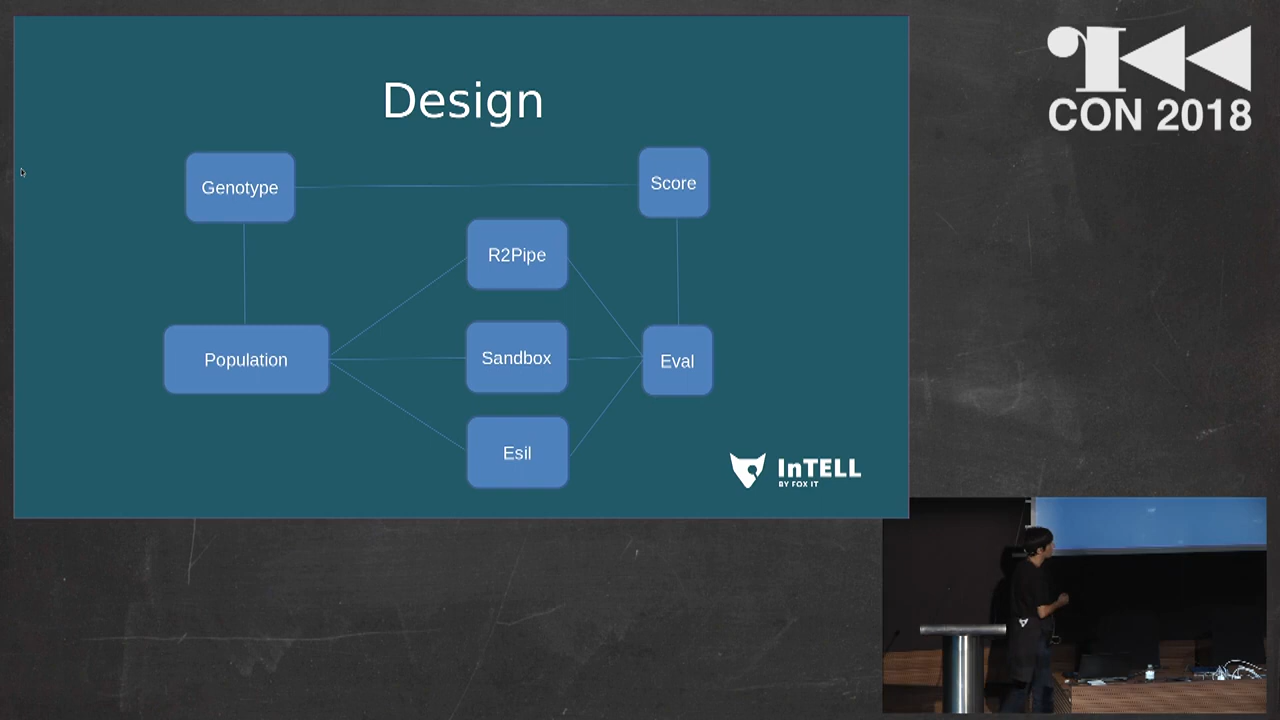 Design
Genotype
Score
R2Pipe
Population
Sandbox
Eval
Esil
InTELL
BY FOX IT
CON 2018